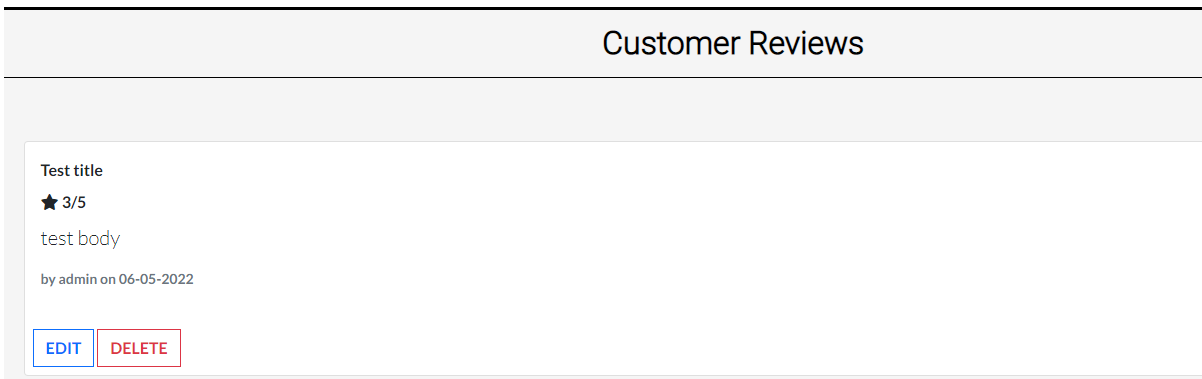 Customer Reviews
Test title
3/5
test body
by admin on 06-05-2022
EDIT DELETE